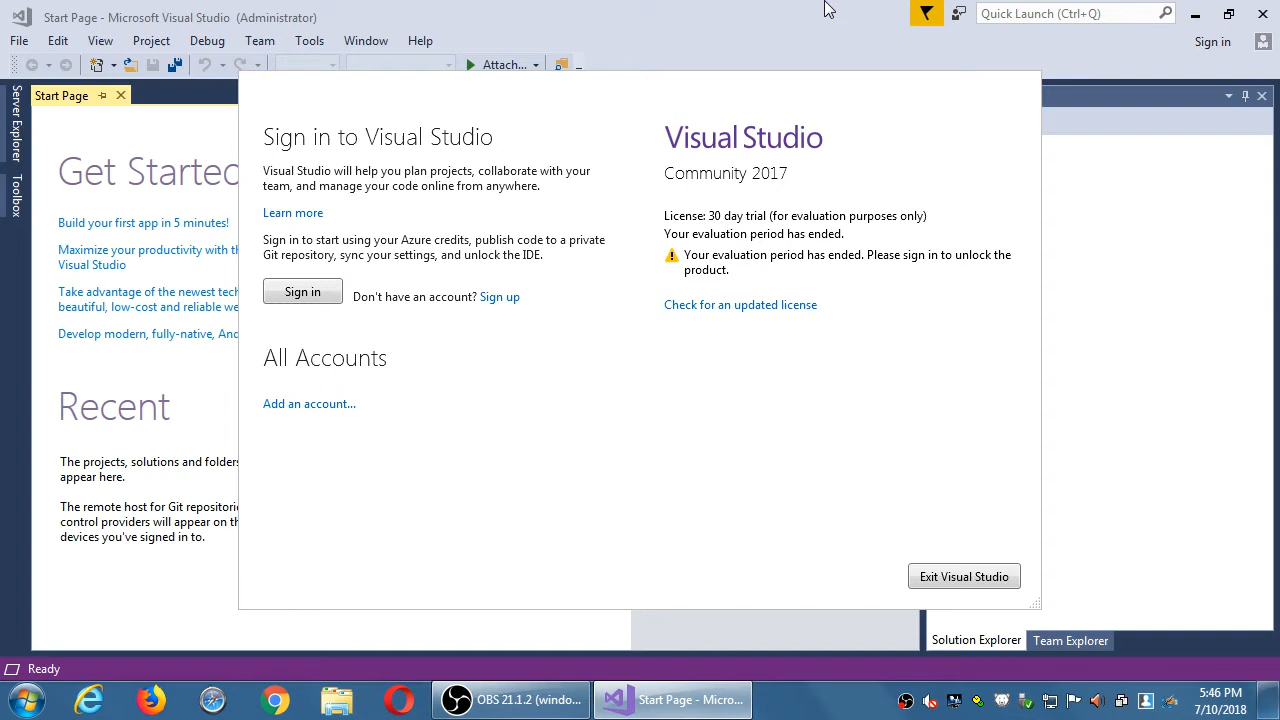 Start Page - Microsoft Visual Studio (Administrator)
Quick Launch (Ctrl+Q)
File Edit View Project Debug Team Tools Window Help
Sign in
Attach...
Server Explorer
Toolbox
Start Page
Get Started
Build your first app in 5 minutes!
Maximize your productivity with th
Visual Studio
Take advantage of the newest tech
beautiful, low-cost and reliable we
Develop modern, fully-native, And
Recent
The projects, solutions and folders
appear here.
The remote host for Git repositorie
control providers will appear on th
devices you've signed in to.
Sign in to Visual Studio
Visual Studio will help you plan projects, collaborate with your
team, and manage your code online from anywhere.
Learn more
Sign in to start using your Azure credits, publish code to a private
Git repository, sync your settings, and unlock the IDE.
Sign in
Don't have an account? Sign up
All Accounts
Add an account...
Visual Studio
Community 2017
License: 30 day trial (for evaluation purposes only)
Your evaluation period has ended.
Your evaluation period has ended. Please sign in to unlock the
product.
Check for an updated license
Exit Visual Studio
Solution Explorer
Team Explorer
Ready
OBS 21.1.2 (windo...
Start Page - Micro...
5:46 PM
7/10/2018